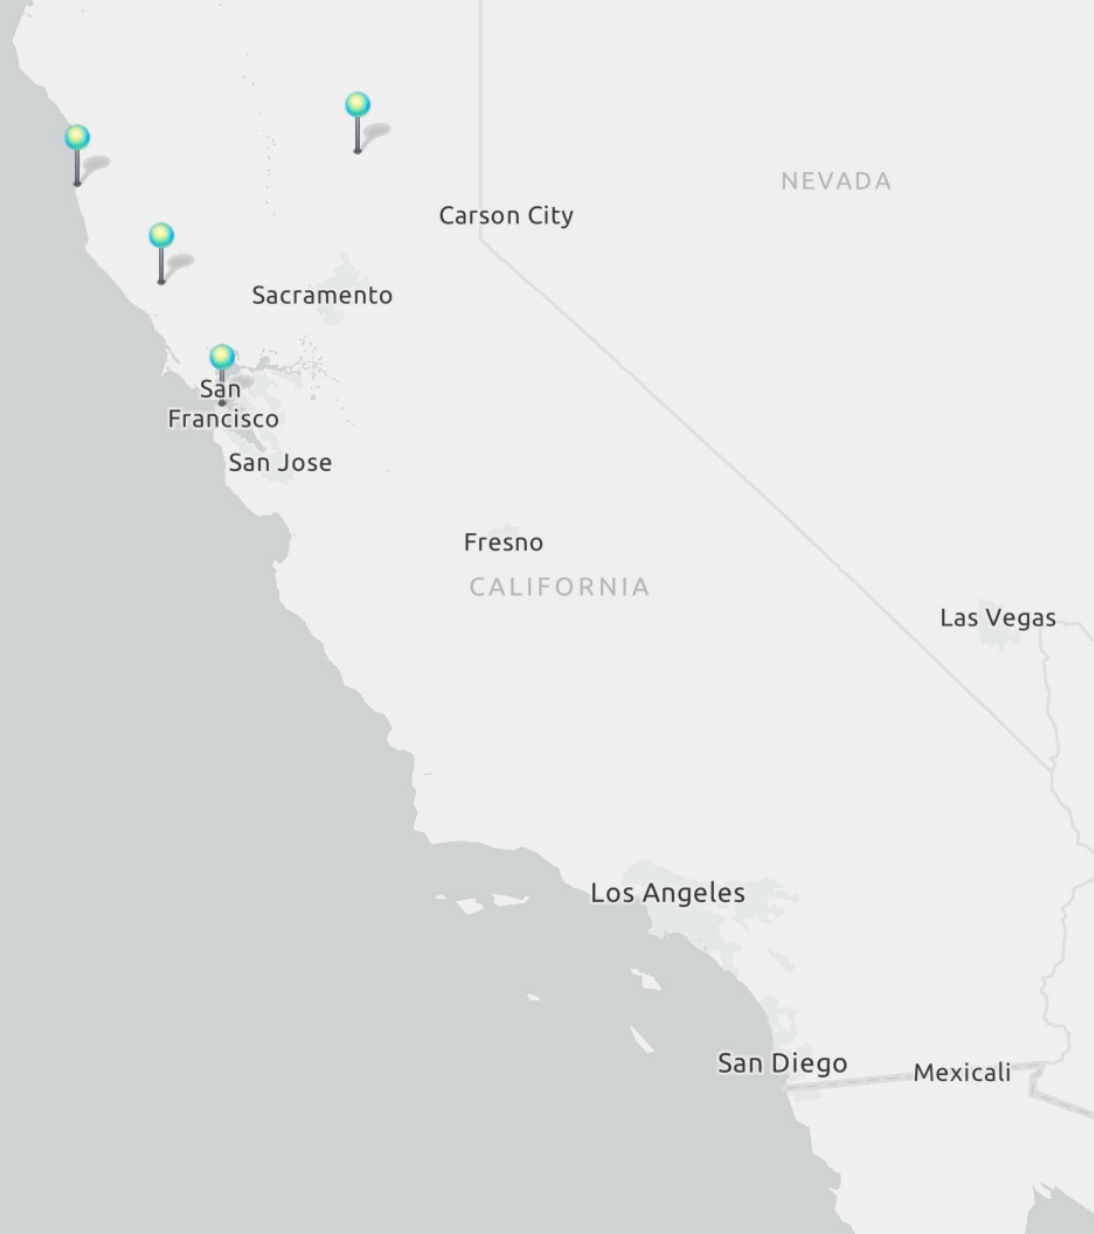 NEVADA
Carson City
Sacramento
San
Francisco
San Jose
Fresno
CALIFORNIA
Las Vegas
Los Angeles
San Diego
Mexicali